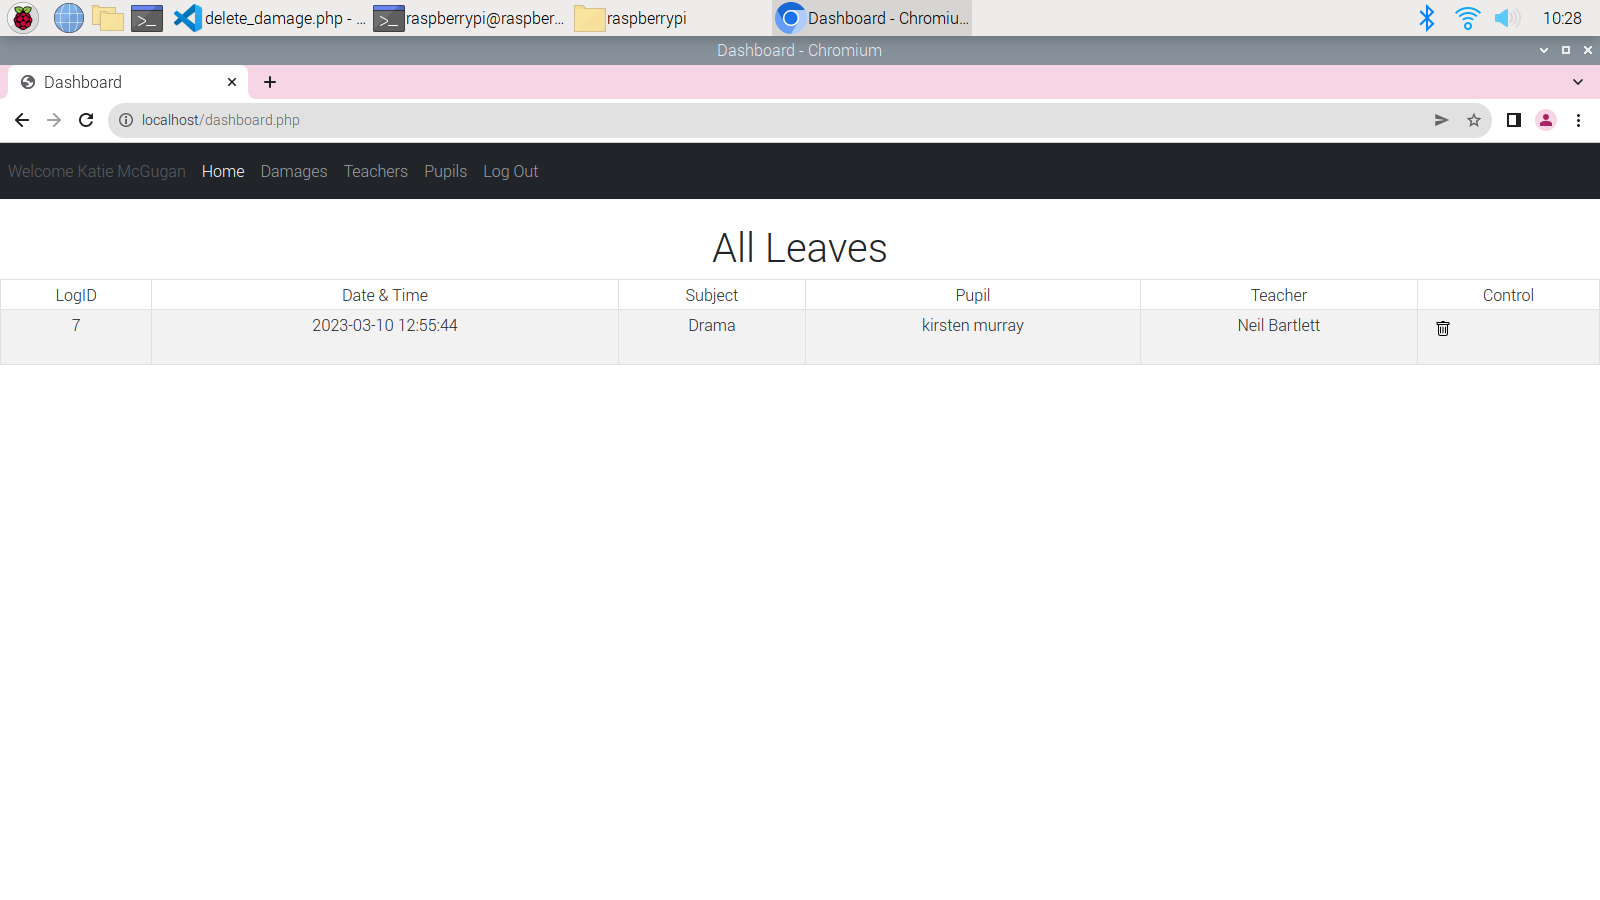 delete_damage.php - ... raspberrypi@raspber... raspberrypi Dashboard - Chromiu... 10:28
Dashboard - Chromium
Dashboard
localhost/dashboard.php
Welcome Katie McGugan Home Damages Teachers Pupils Log Out
All Leaves
LogID Date & Time Subject Pupil Teacher Control
7 2023-03-10 12:55:44 Drama kirsten murray Neil Bartlett